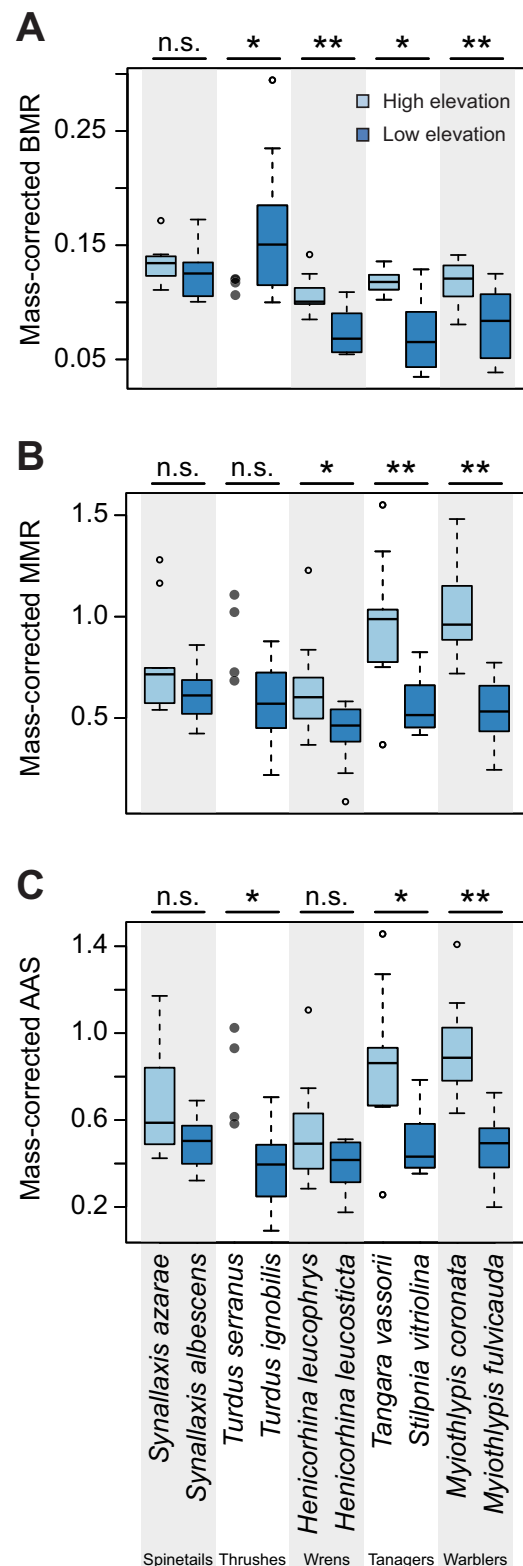 A
n.s. * ** * **
Mass-corrected BMR
0.25
0.15
0.05
High elevation
Low elevation
B
n.s. n.s. * ** **
Mass-corrected MMR
1.5
1.0
0.5
C
n.s. * n.s. * **
Mass-corrected AAS
1.4
1.0
0.6
0.2
Synallaxis azarae
Synallaxis albescens
Turdus serranus
Turdus ignobilis
Henicorhina leucophrys
Henicorhina leucosticta
Tangara vassorii
Stilpnia vitriolina
Myiothlypis coronata
Myiothlypis fulvicauda
Spinetails Thrushes Wrens Tanagers Warblers